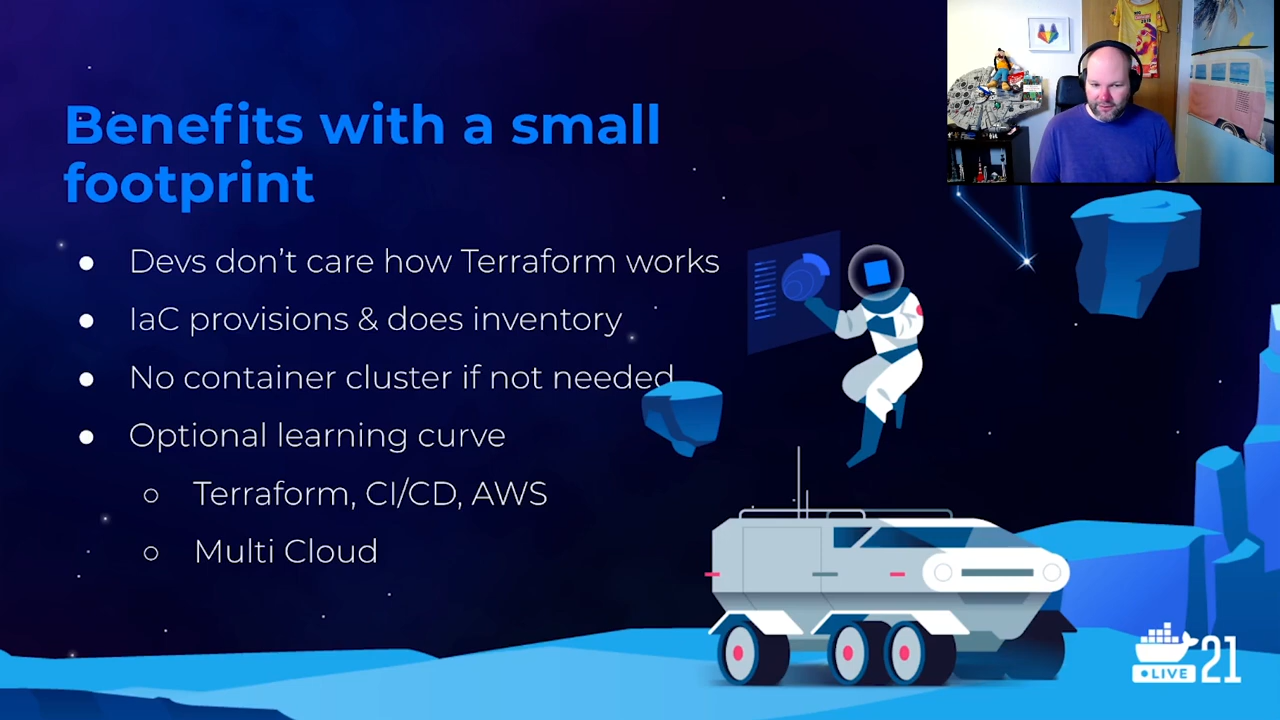 Benefits with a small
footprint
● Devs don’t care how Terraform works
● IaC provisions & does inventory
● No container cluster if not needed
● Optional learning curve
○ Terraform, CI/CD, AWS
○ Multi Cloud
LIVE 21